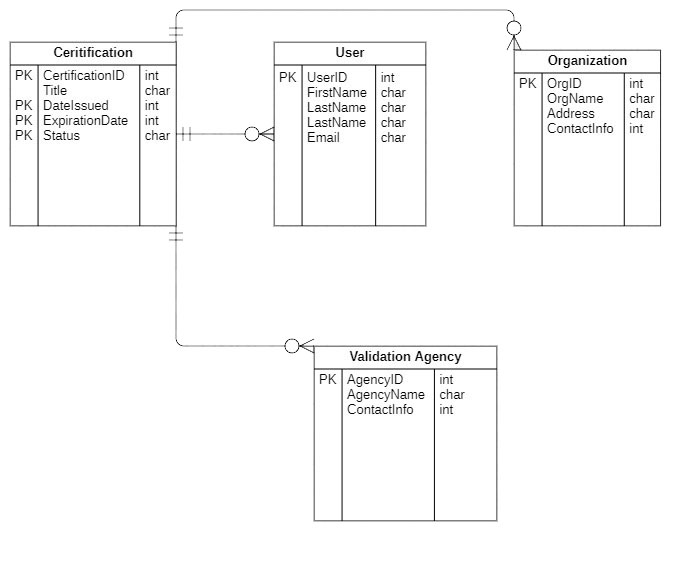 Ceritification
PK CertificationID int
Title char
PK DateIssued int
PK ExpirationDate int
PK Status char
User
PK UserID int
FirstName char
LastName char
LastName char
Email char
Organization
PK OrgID int
OrgName char
Address char
ContactInfo int
Validation Agency
PK AgencyID int
AgencyName char
ContactInfo int